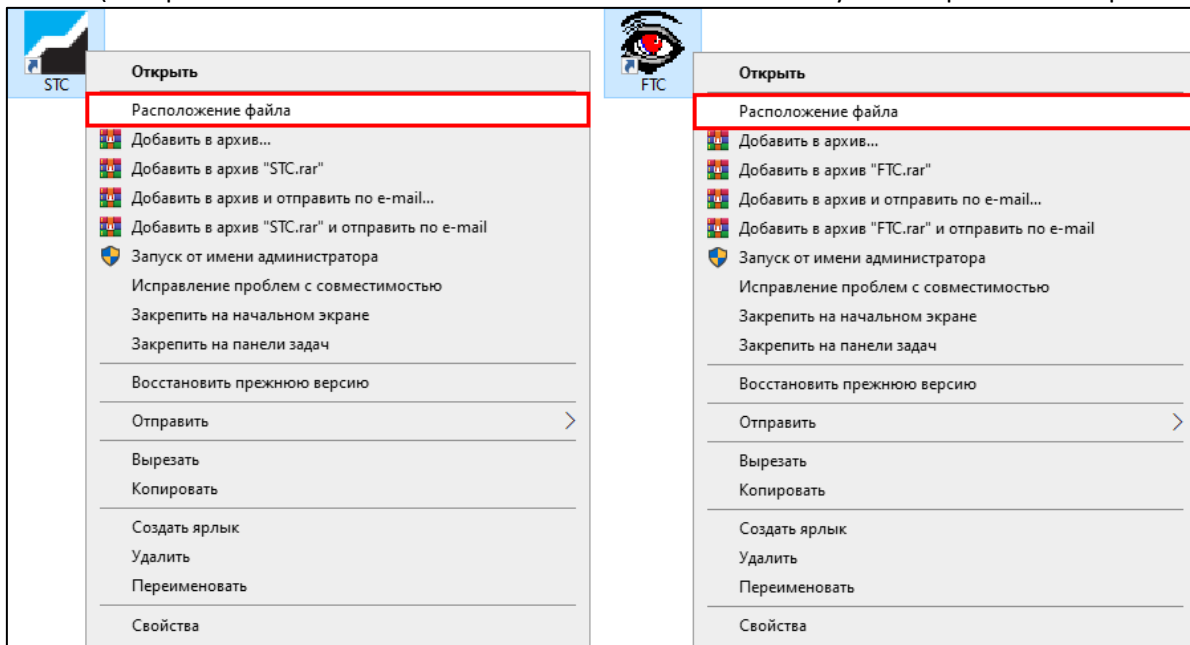 STC
Открыть
Расположение файла
Добавить в архив...
Добавить в архив "STC.rar"
Добавить в архив и отправить по e-mail...
Добавить в архив "STC.rar" и отправить по e-mail
Запуск от имени администратора
Исправление проблем с совместимостью
Закрепить на начальном экране
Закрепить на панели задач
Восстановить прежнюю версию
Отправить
Вырезать
Копировать
Создать ярлык
Удалить
Переименовать
Свойства
FTC
Открыть
Расположение файла
Добавить в архив...
Добавить в архив "FTC.rar"
Добавить в архив и отправить по e-mail...
Добавить в архив "FTC.rar" и отправить по e-mail
Запуск от имени администратора
Исправление проблем с совместимостью
Закрепить на начальном экране
Закрепить на панели задач
Восстановить прежнюю версию
Отправить
Вырезать
Копировать
Создать ярлык
Удалить
Переименовать
Свойства